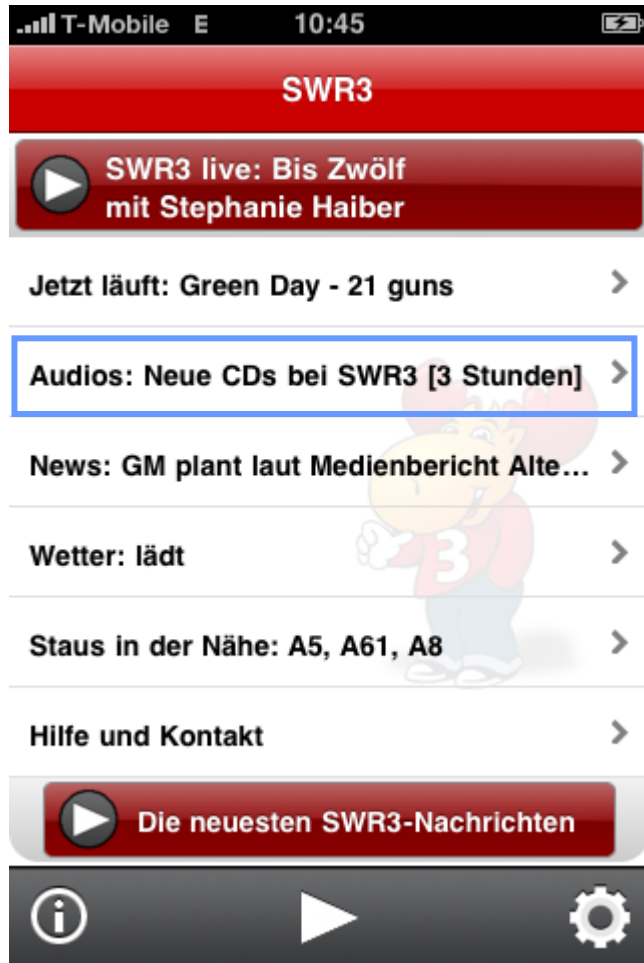 T-Mobile E 10:45
SWR3
SWR3 live: Bis Zwölf
mit Stephanie Haiber
Jetzt läuft: Green Day - 21 guns
Audios: Neue CDs bei SWR3 [3 Stunden]
News: GM plant laut Medienbericht Alte...
Wetter: lädt
3
Staus in der Nähe: A5, A61, A8
Hilfe und Kontakt
Die neuesten SWR3-Nachrichten